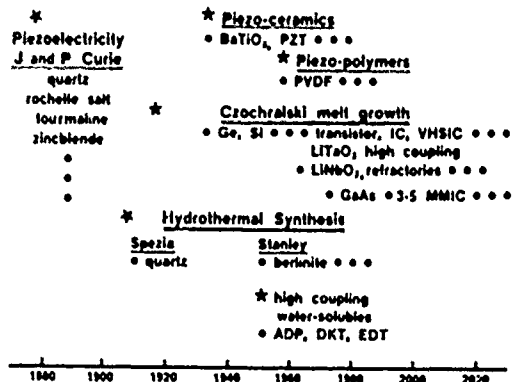 Piezoelectricity
J and P Curie
quartz
rochelle salt
tourmaline
zincblende
Piezo-ceramics
BaTiO3, PZT
Piezo-polymers
PVDF
Czochralski melt growth
Ge, Si transistor, IC, VHSIC
LiTaO3 high coupling
LiNbO3, refractories
GaAs 3-5 MMIC
Hydrothermal Synthesis
Spezia
quartz
Stanley
berlinite
high coupling
water-solubles
ADP, DKT, EDT
1880 1900 1920 1940 1960 1980 2000 2020